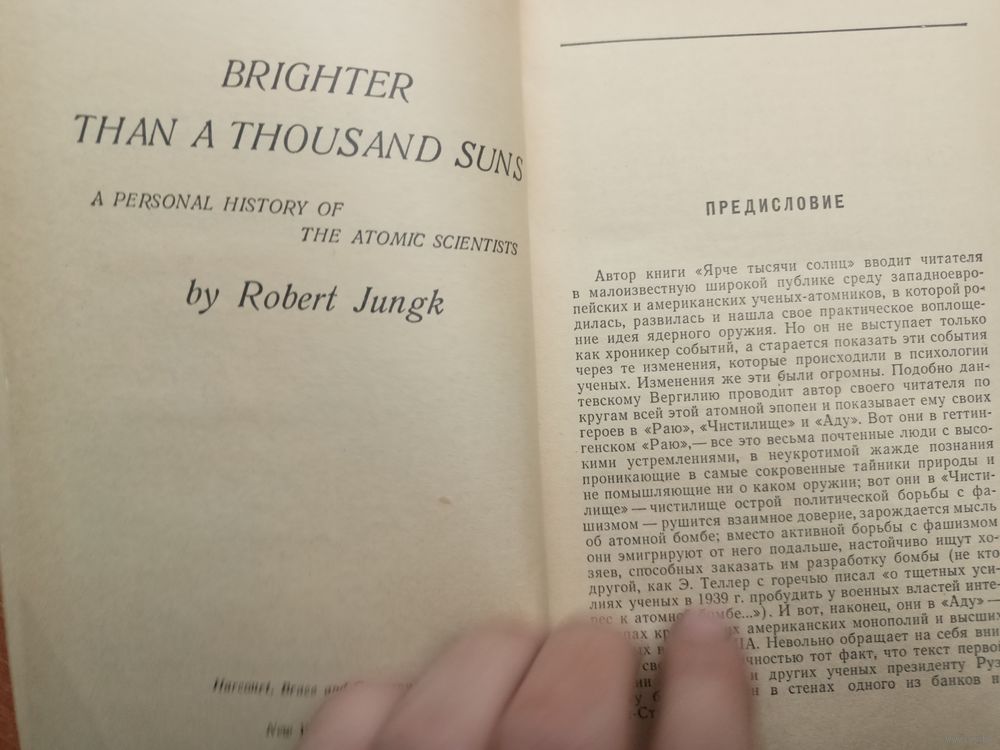 BRIGHTER
THAN A THOUSAND SUNS
A PERSONAL HISTORY OF
THE ATOMIC SCIENTISTS
by Robert Jungk
Harcourt, Brace and
New
ПРЕДИСЛОВИЕ
Автор книги «Ярче тысячи солнц» вводит читателя
в малоизвестную широкой публике среду западноевро-
пейских и американских ученых-атомников, в которой ро-
дилась, развилась и нашла свое практическое воплоще-
ние идея ядерного оружия. Но он не выступает только
как хроникер событий, а старается показать эти события
через те изменения, которые происходили в психологии
ученых. Изменения же эти были огромны. Подобно дан-
тевскому Вергилию проводит автор своего читателя по
кругам всей этой атомной эпопеи и показывает ему своих
героев в «Раю», «Чистилище» и «Аду». Вот они в геттин-
генском «Раю»,— все это весьма почтенные люди с высо-
кими устремлениями, в неукротимой жажде познания
проникающие в самые сокровенные тайники природы и
не помышляющие ни о каком оружии; вот они в «Чисти-
лище» — чистилище острой политической борьбы с фа-
шизмом — рушится взаимное доверие, зарождается мысль
об атомной бомбе; вместо активной борьбы с фашизмом
они эмигрируют от него подальше, настойчиво ищут хо-
зяев, способных заказать им разработку бомбы (не кто
другой, как Э. Теллер с горечью писал «о тщетных уси-
лиях ученых в 1939 г. пробудить у военных властей инте-
рес к атомной бомбе...»). И вот, наконец, они в «Аду» —
американских монополий и высших
США. Невольно обращает на себя вни
тот факт, что текст первог
и других ученых президенту Руз
в стенах одного из банков н